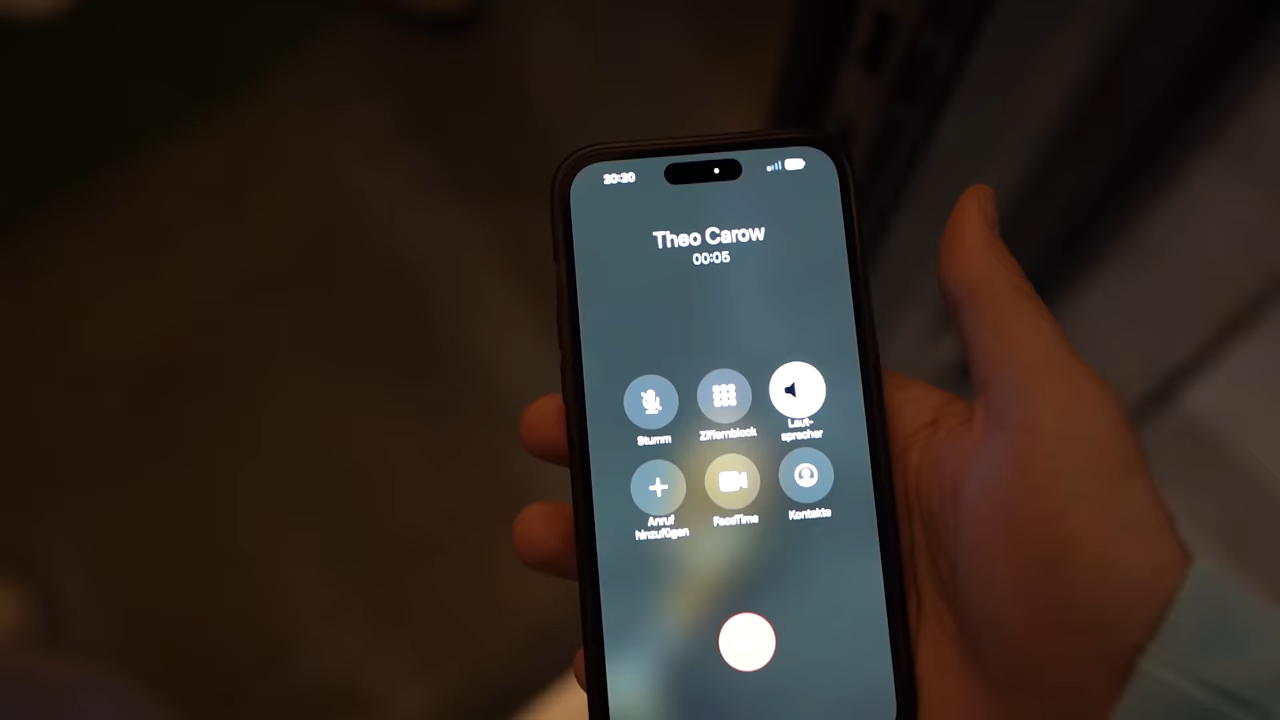 20:20
Theo Carow
00:05
Stumm
Ziffernblock
Laut-
sprecher
Anruf
hinzufügen
FaceTime
Kontakte